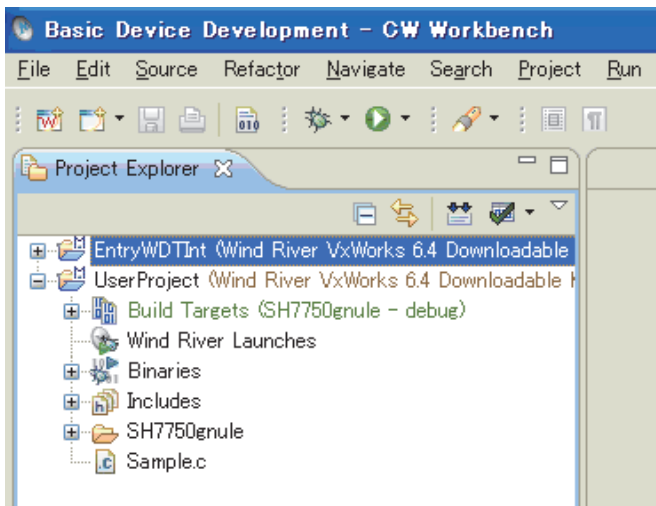 Basic Device Development - CW Workbench
File Edit Source Refactor Navigate Search Project Run
010
Project Explorer
EntryWDTInt (Wind River VxWorks 6.4 Downloadable
UserProject (Wind River VxWorks 6.4 Downloadable
Build Targets (SH7750gnule - debug)
Wind River Launches
Binaries
Includes
SH7750gnule
Sample.c